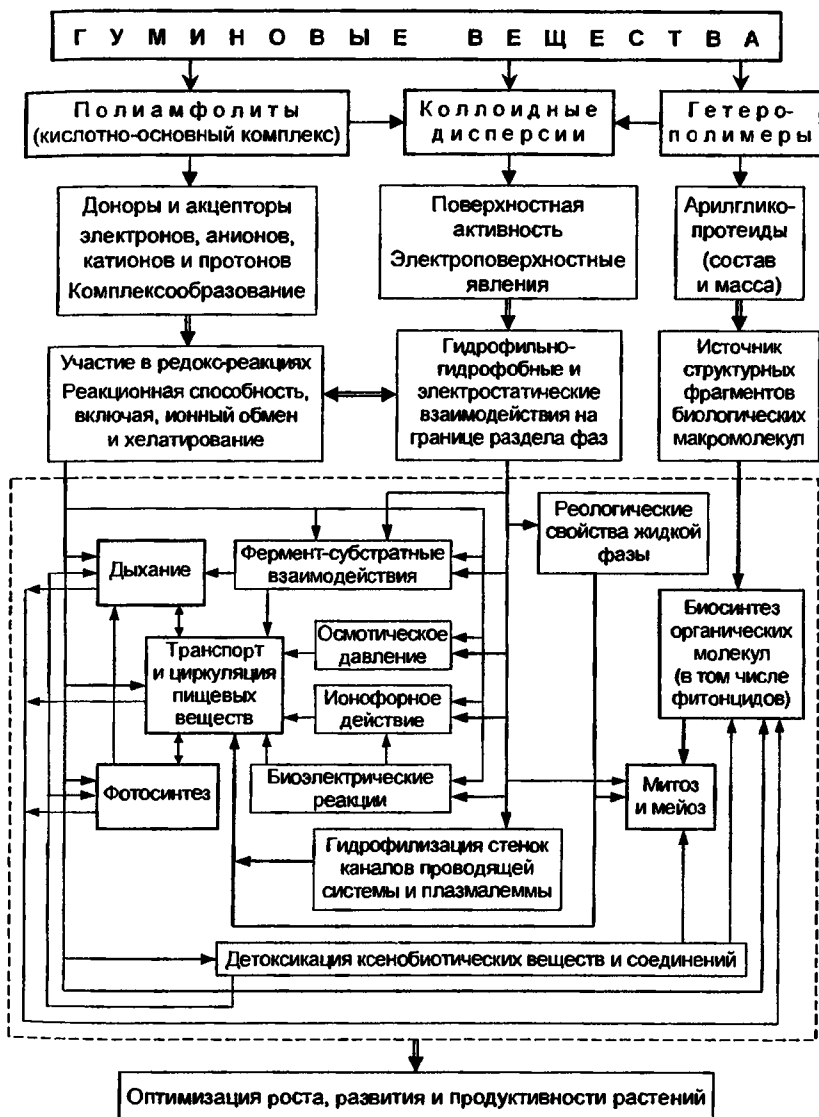 ГУМИНОВЫЕ ВЕЩЕСТВА
Полиамфолиты
(кислотно-основный комплекс)
Коллоидные
дисперсии
Гетеро-
полимеры
Доноры и акцепторы
электронов, анионов,
катионов и протонов
Комплексообразование
Поверхностная
активность
Электроповерхностные
явления
Арилглико-
протеиды
(состав
и масса)
Участие в редокс-реакциях
Реакционная способность,
включая, ионный обмен
и хелатирование
Гидрофильно-
гидрофобные и
электростатические
взаимодействия на
границе раздела фаз
Источник
структурных
фрагментов
биологических
макромолекул
Реологические
свойства жидкой
фазы
Дыхание
Фермент-субстратные
взаимодействия
Биосинтез
органических
молекул
(в том числе
фитонцидов)
Транспорт
и циркуляция
пищевых
веществ
Осмотическое
давление
Ионофорное
действие
Фотосинтез
Биоэлектрические
реакции
Митоз
и мейоз
Гидрофилизация стенок
каналов проводящей
системы и плазмалеммы
Детоксикация ксенобиотических веществ и соединений
Оптимизация роста, развития и продуктивности растений